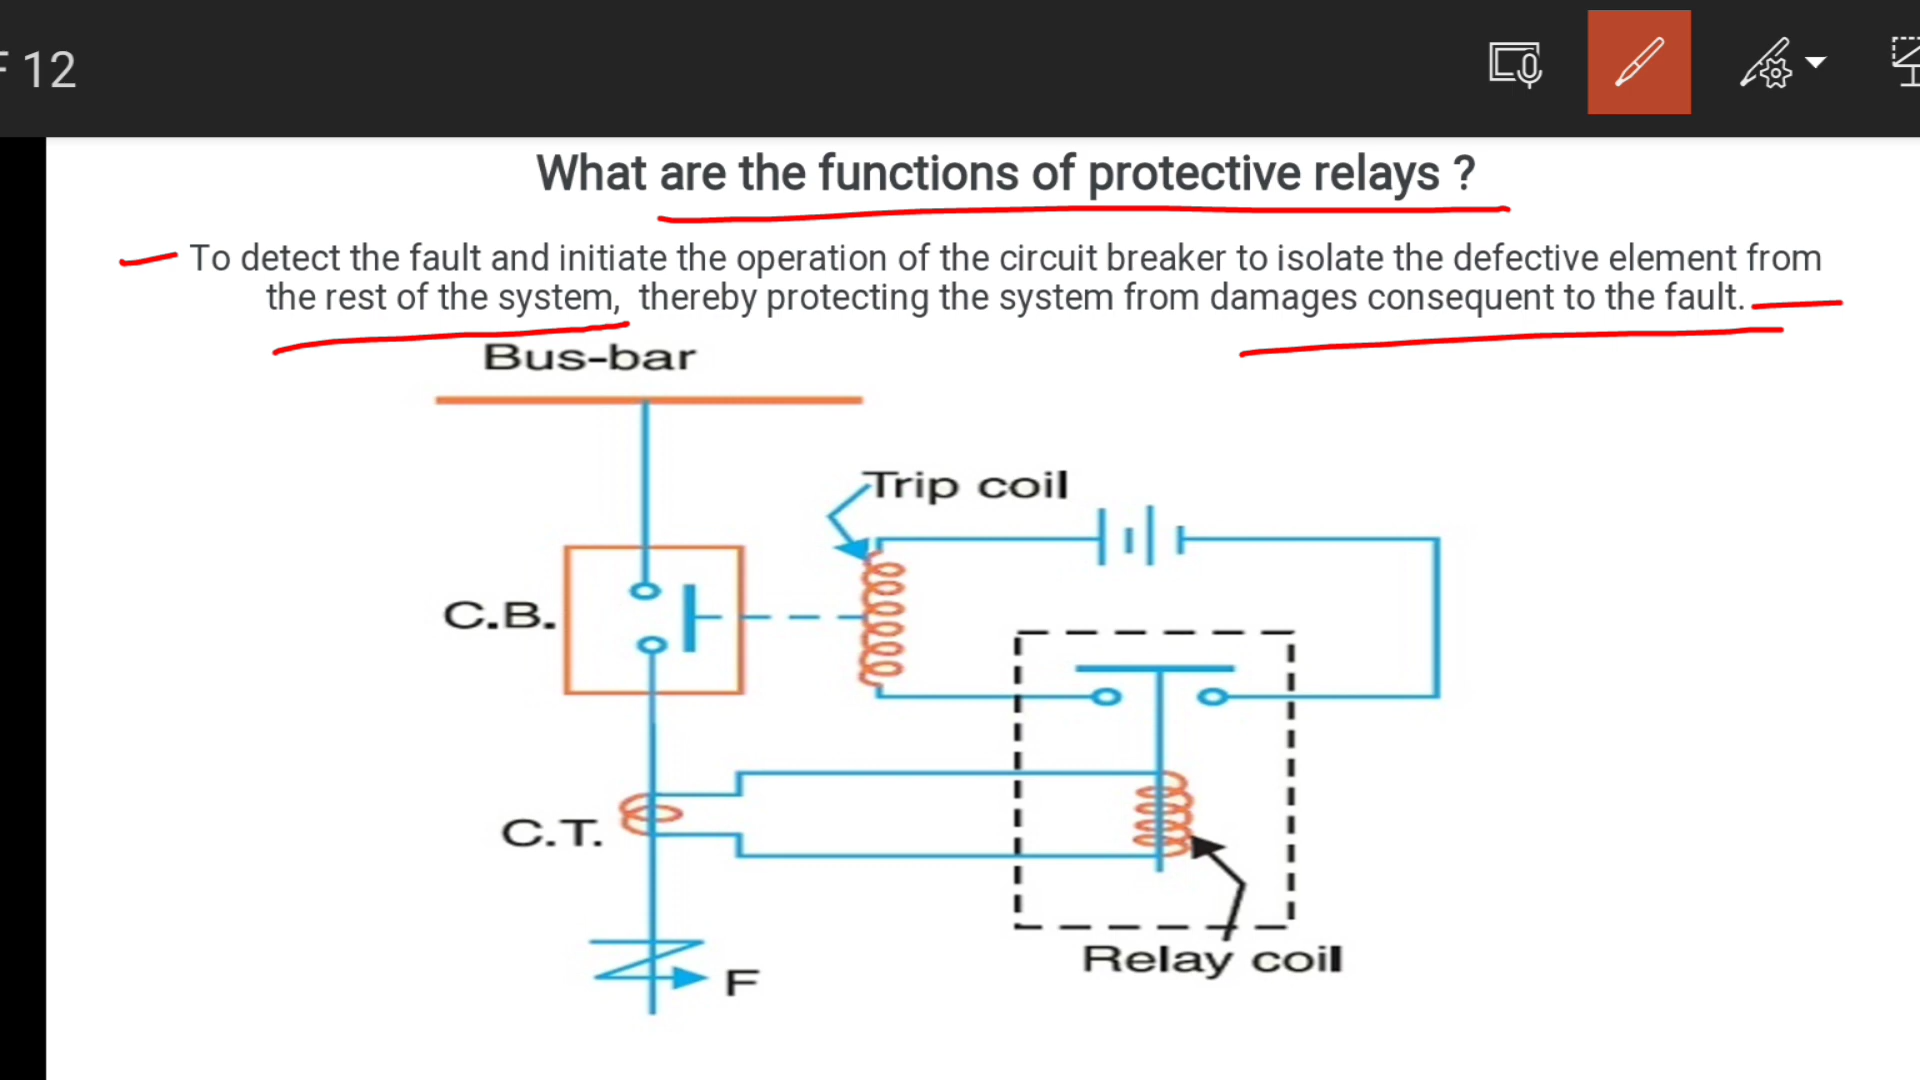 F 12
What are the functions of protective relays ?
To detect the fault and initiate the operation of the circuit breaker to isolate the defective element from
the rest of the system, thereby protecting the system from damages consequent to the fault.
Bus-bar
Trip coil
C.B.
C.T.
F
Relay coil